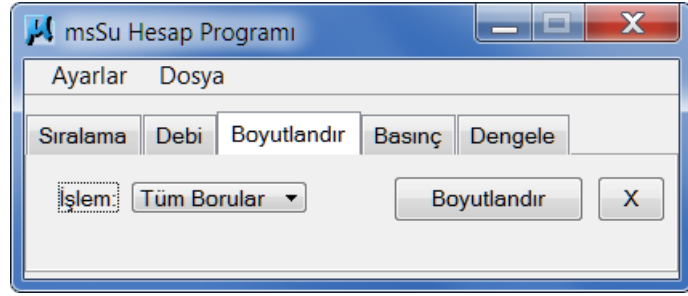 msSu Hesap Programı
X
Ayarlar Dosya
Sıralama Debi Boyutlandır Basınç Dengele
İşlem: Tüm Borular Boyutlandır X